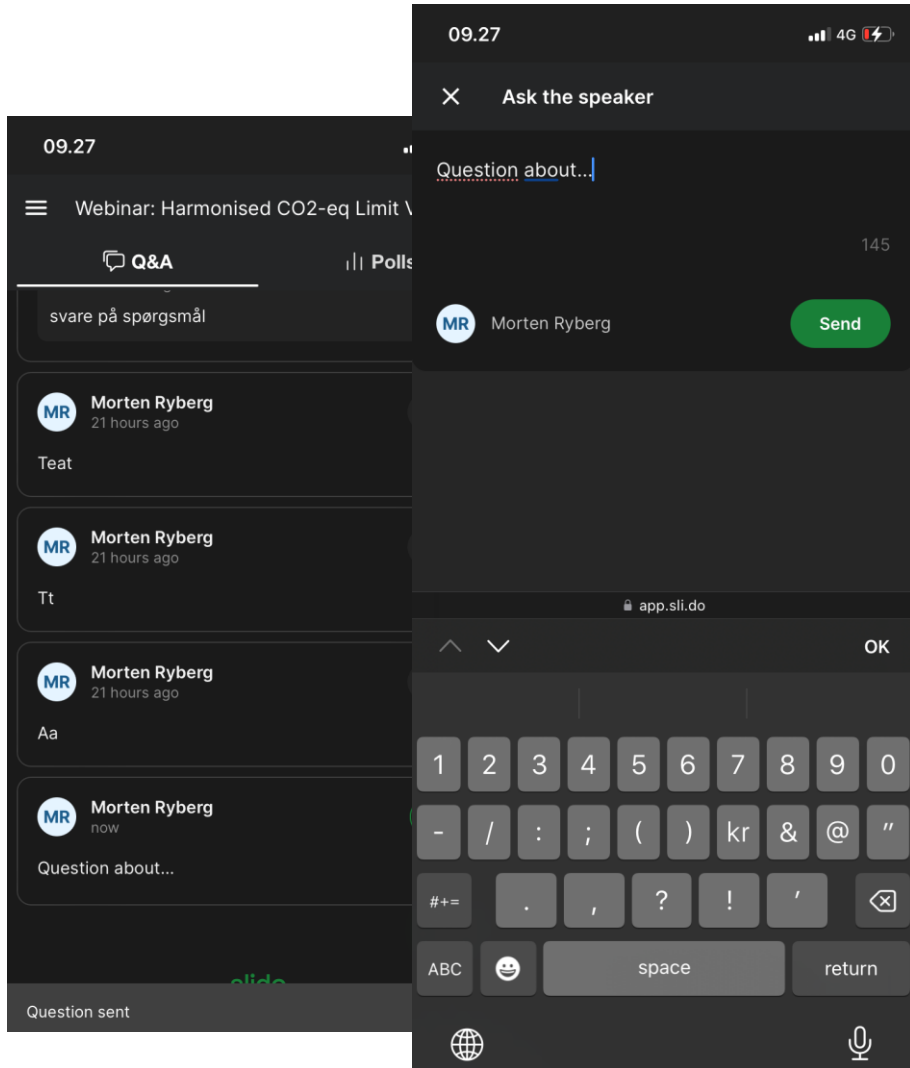 09.27
Webinar: Harmonised CO2-eq Limit V
Q&A
Polls
svare på spørgsmål
MR
Morten Ryberg
21 hours ago
Teat
MR
Morten Ryberg
21 hours ago
Tt
MR
Morten Ryberg
21 hours ago
Aa
MR
Morten Ryberg
now
Question about...
slido
Question sent
09.27
4G
Ask the speaker
Question about...
145
MR
Morten Ryberg
Send
app.sli.do
OK
1 2 3 4 5 6 7 8 9 0
- / : ; ( ) kr & @ "
#+= . , ? ! '
ABC space return